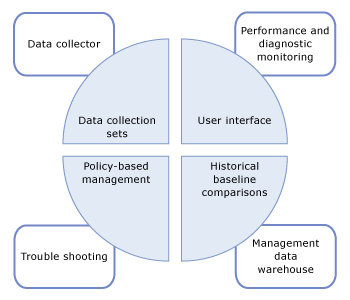 Data collector
Performance and
diagnostic
monitoring
Data collection
sets
User interface
Policy-based
management
Historical
baseline
comparisons
Trouble shooting
Management
data
warehouse